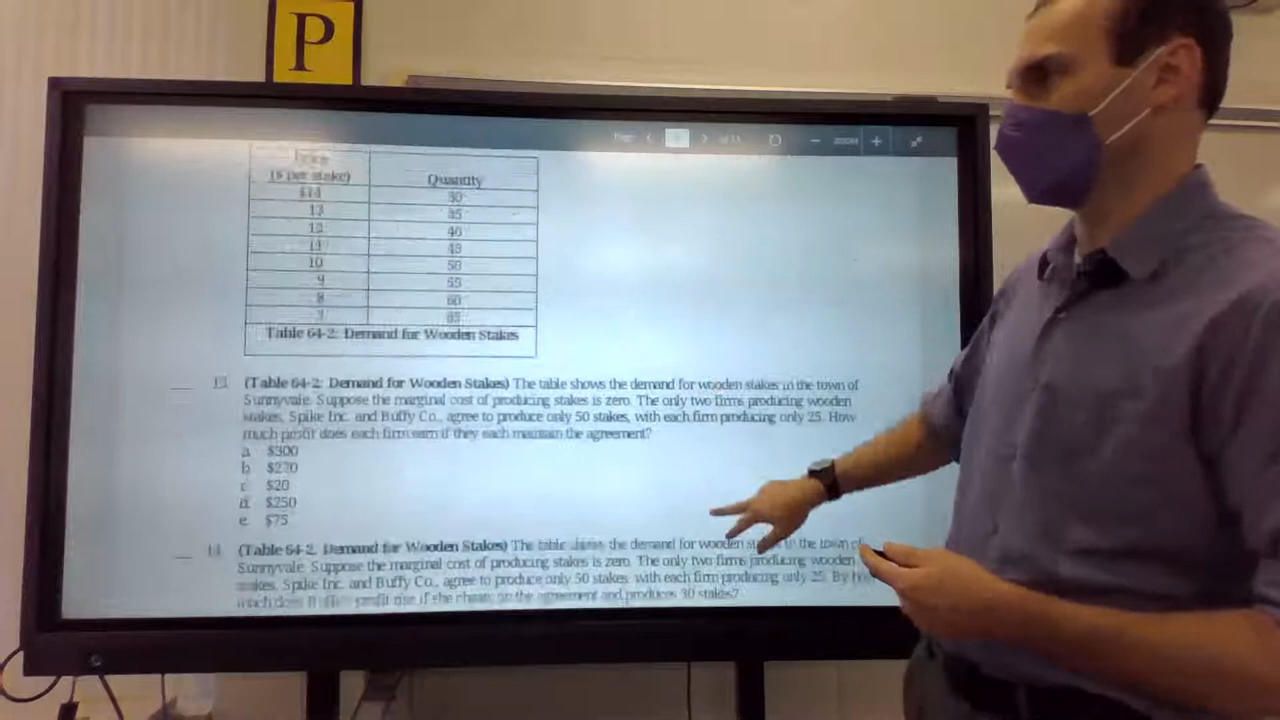 P
Page
ZOOM
Price
($ per stake) Quantity
$14 30
13 35
12 40
11 45
10 50
9 55
8 60
7 65
Table 64-2: Demand for Wooden Stakes
13. (Table 64-2: Demand for Wooden Stakes) The table shows the demand for wooden stakes in the town of
Sunnyvale. Suppose the marginal cost of producing stakes is zero. The only two firms producing wooden
stakes, Spike Inc. and Buffy Co., agree to produce only 50 stakes, with each firm producing only 25. How
much profit does each firm earn if they each maintain the agreement?
a. $300
b. $270
c. $20
d. $250
e. $75
14. (Table 64-2. Demand for Wooden Stakes) The table shows the demand for wooden in the town of
Sunnyvale. Suppose the marginal cost of producing stakes is zero. The only two firms producing wooden
stakes, Spike Inc. and Buffy Co., agree to produce only 50 stakes, with each firm producing only 25. By
much does profit rise if she cheats on the agreement and produces 30 stakes?